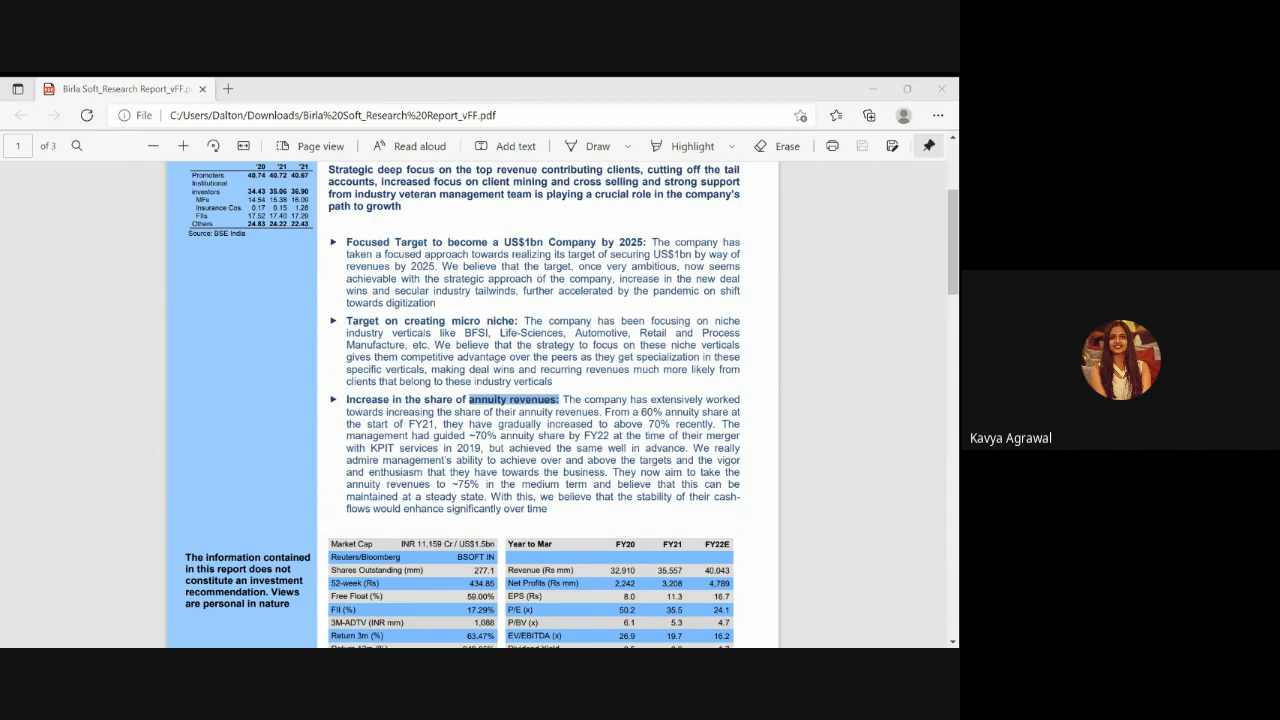 Birla Soft_Research Report_vFF.p
File
C:/Users/Dalton/Downloads/Birla%20Soft_Research%20Report_vFF.pdf
1 of 3
Page view
Read aloud
Add text
Draw
Highlight
Erase
'20 '21 '21
Promoters 40.74 40.72 40.67
Institutional
investors 34.43 35.06 36.90
MFs 14.54 15.38 16.09
Insurance Cos 0.17 0.15 1.28
FIIs 17.52 17.40 17.29
Others 24.83 24.22 22.43
Source: BSE India
The information contained
in this report does not
constitute an investment
recommendation. Views
are personal in nature
Strategic deep focus on the top revenue contributing clients, cutting off the tail
accounts, increased focus on client mining and cross selling and strong support
from industry veteran management team is playing a crucial role in the company's
path to growth
Focused Target to become a US$1bn Company by 2025: The company has
taken a focused approach towards realizing its target of securing US$1bn by way of
revenues by 2025. We believe that the target, once very ambitious, now seems
achievable with the strategic approach of the company, increase in the new deal
wins and secular industry tailwinds, further accelerated by the pandemic on shift
towards digitization
Target on creating micro niche: The company has been focusing on niche
industry verticals like BFSI, Life-Sciences, Automotive, Retail and Process
Manufacture, etc. We believe that the strategy to focus on these niche verticals
gives them competitive advantage over the peers as they get specialization in these
specific verticals, making deal wins and recurring revenues much more likely from
clients that belong to these industry verticals
Increase in the share of annuity revenues: The company has extensively worked
towards increasing the share of their annuity revenues. From a 60% annuity share at
the start of FY21, they have gradually increased to above 70% recently. The
management had guided ~70% annuity share by FY22 at the time of their merger
with KPIT services in 2019, but achieved the same well in advance. We really
admire management's ability to achieve over and above the targets and the vigor
and enthusiasm that they have towards the business. They now aim to take the
annuity revenues to ~75% in the medium term and believe that this can be
maintained at a steady state. With this, we believe that the stability of their cash-
flows would enhance significantly over time
Market Cap INR 11,159 Cr / US$1.5bn
Reuters/Bloomberg BSOFT IN
Shares Outstanding (mm) 277.1
52-week (Rs) 434.85
Free Float (%) 59.00%
FII (%) 17.29%
3M-ADTV (INR mm) 1,088
Return 3m (%) 63.47%
Year to Mar FY20 FY21 FY22E
Revenue (Rs mm) 32,910 35,557 40,043
Net Profits (Rs mm) 2,242 3,208 4,789
EPS (Rs) 8.0 11.3 16.7
P/E (x) 50.2 35.5 24.1
P/BV (x) 6.1 5.3 4.7
EV/EBITDA (x) 26.9 19.7 16.2
Kavya Agrawal